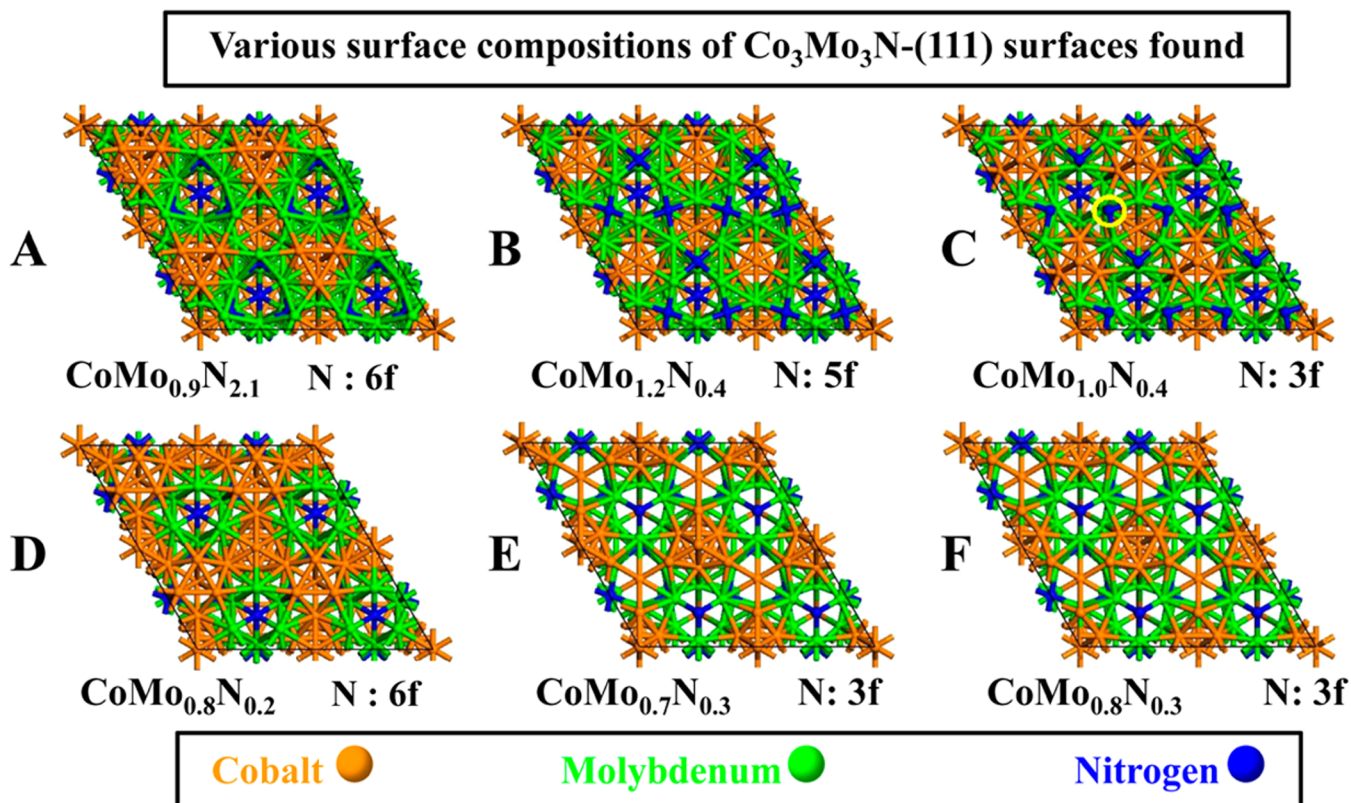 Various surface compositions of Co₃Mo₃N-(111) surfaces found
A
CoMo₀.₉N₂.₁ N : 6f
B
CoMo₁.₂N₀.₄ N: 5f
C
CoMo₁.₀N₀.₄ N: 3f
D
CoMo₀.₈N₀.₂ N : 6f
E
CoMo₀.₇N₀.₃ N: 3f
F
CoMo₀.₈N₀.₃ N: 3f
Cobalt Molybdenum Nitrogen